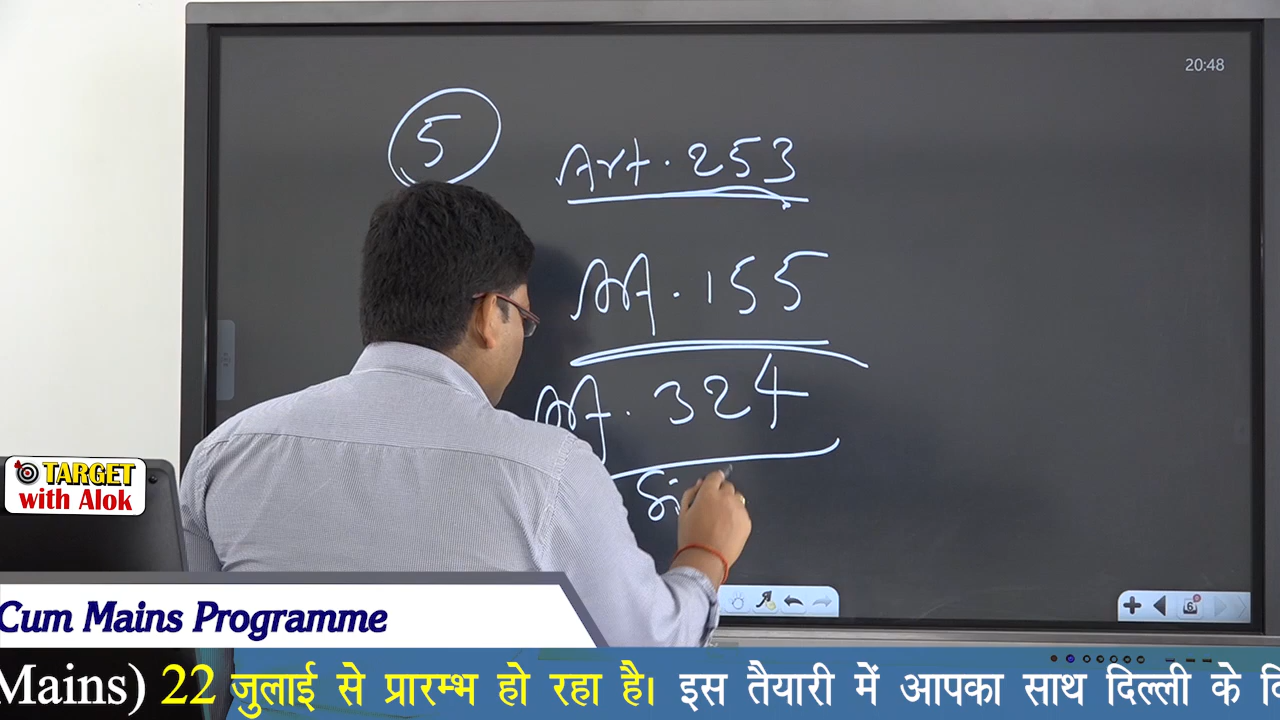 20:48
5
Art. 253
Art. 155
Art. 324
Si
TARGET
with Alok
Cum Mains Programme
Mains) 22 जुलाई से प्रारम्भ हो रहा है। इस तैयारी में आपका साथ दिल्ली के